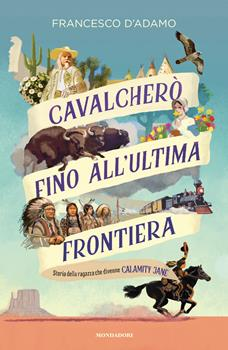 FRANCESCO D'ADAMO
CAVALCHERÒ
FINO ALL'ULTIMA
FRONTIERA
Storia della ragazza che divenne CALAMITY JANE
MONDADORI